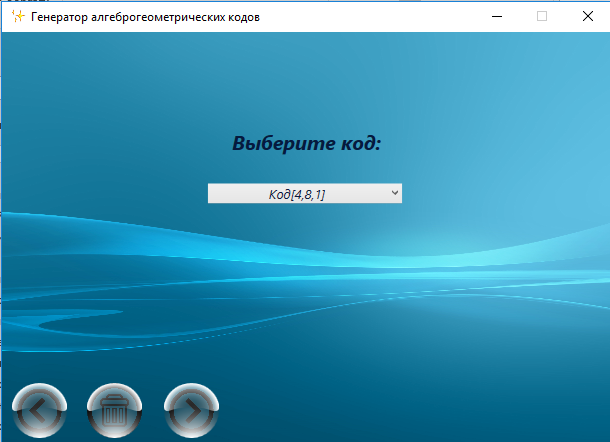 Генератор алгеброгеометрических кодов
Выберите код:
Код[4,8,1]